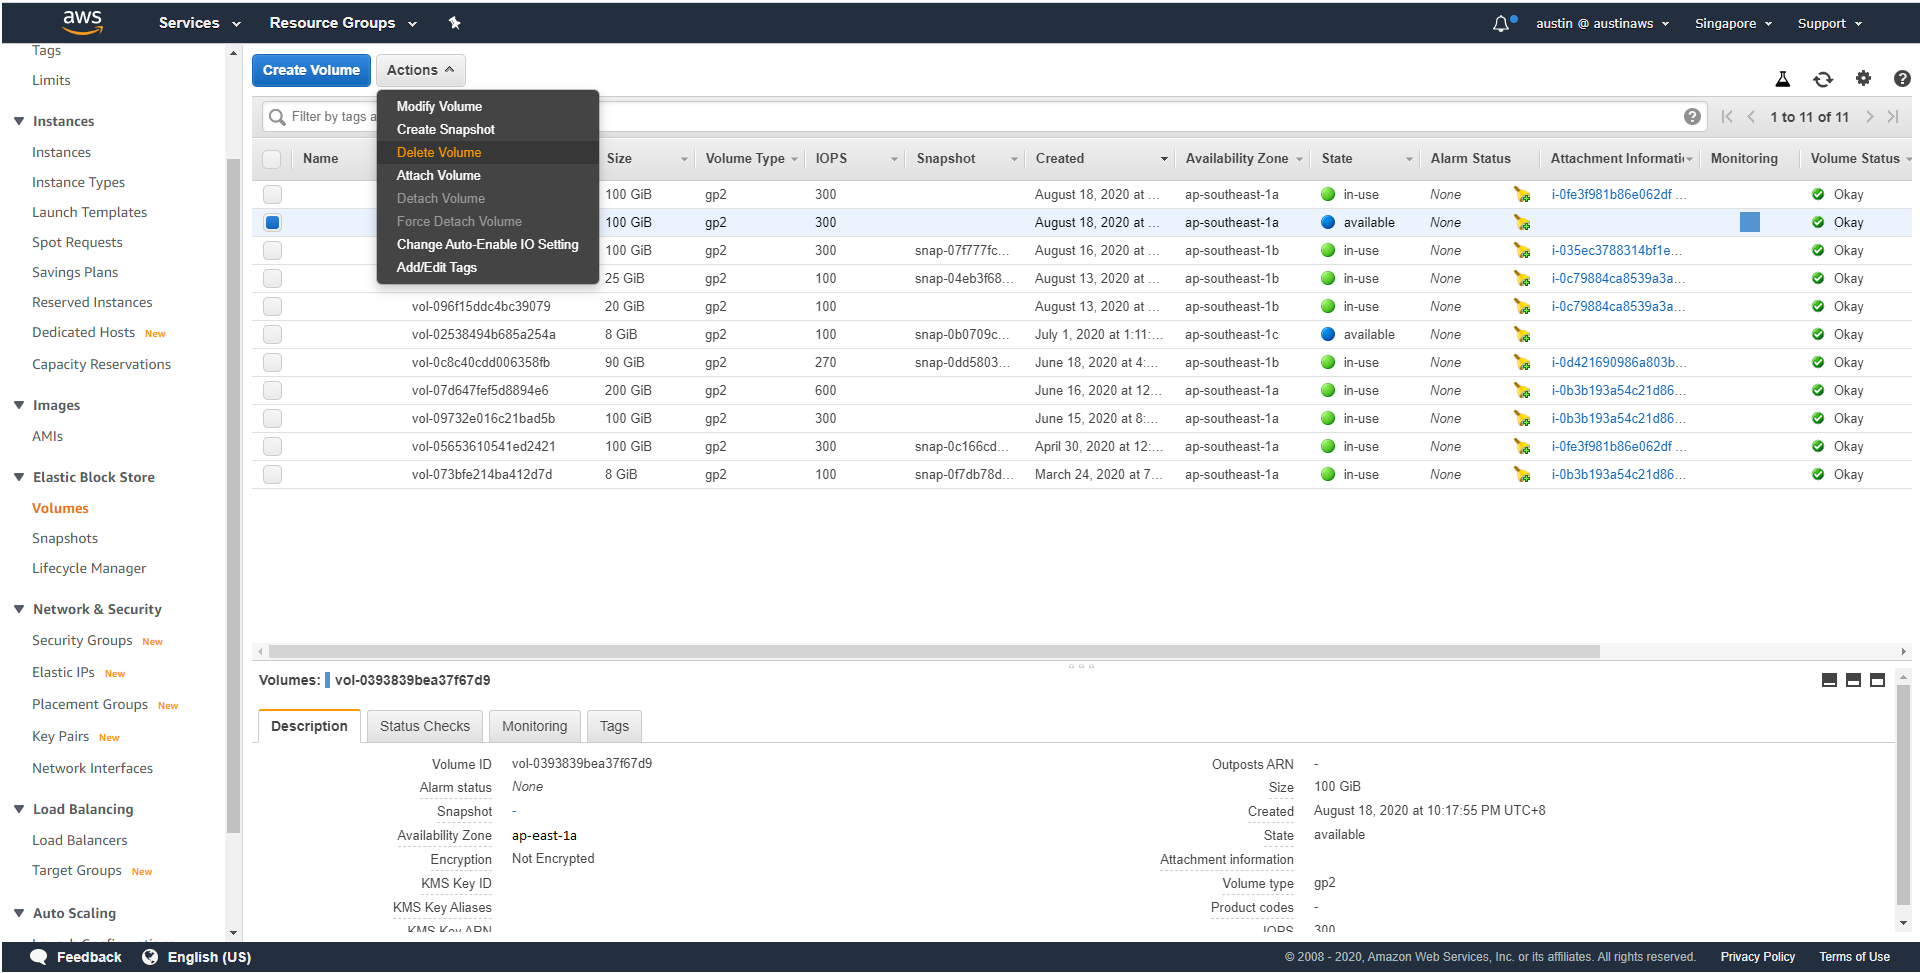 aws Services Resource Groups austin @ austinaws Singapore Support
Tags
Limits
Instances
Instances
Instance Types
Launch Templates
Spot Requests
Savings Plans
Reserved Instances
Dedicated Hosts New
Capacity Reservations
Images
AMIs
Elastic Block Store
Volumes
Snapshots
Lifecycle Manager
Network & Security
Security Groups New
Elastic IPs New
Placement Groups New
Key Pairs New
Network Interfaces
Load Balancing
Load Balancers
Target Groups New
Auto Scaling
Create Volume Actions
Modify Volume
Create Snapshot
Delete Volume
Attach Volume
Detach Volume
Force Detach Volume
Change Auto-Enable IO Setting
Add/Edit Tags
Filter by tags a
1 to 11 of 11
Name Size Volume Type IOPS Snapshot Created Availability Zone State Alarm Status Attachment Informati Monitoring Volume Status
100 GiB gp2 300 August 18, 2020 at ... ap-southeast-1a in-use None i-0fe3f981b86e062df ... Okay
100 GiB gp2 300 August 18, 2020 at ... ap-southeast-1a available None Okay
100 GiB gp2 300 snap-07f777fc... August 16, 2020 at ... ap-southeast-1b in-use None i-035ec3788314bf1e... Okay
25 GiB gp2 100 snap-04eb3f68... August 13, 2020 at ... ap-southeast-1b in-use None i-0c79884ca8539a3a... Okay
vol-096f15ddc4bc39079 20 GiB gp2 100 August 13, 2020 at ... ap-southeast-1b in-use None i-0c79884ca8539a3a... Okay
vol-02538494b685a254a 8 GiB gp2 100 snap-0b0709c... July 1, 2020 at 1:11:... ap-southeast-1c available None Okay
vol-0c8c40cdd006358fb 90 GiB gp2 270 snap-0dd5803... June 18, 2020 at 4:... ap-southeast-1b in-use None i-0d421690986a803b... Okay
vol-07d647fef5d8894e6 200 GiB gp2 600 June 16, 2020 at 12... ap-southeast-1a in-use None i-0b3b193a54c21d86... Okay
vol-09732e016c21bad5b 100 GiB gp2 300 June 15, 2020 at 8:... ap-southeast-1a in-use None i-0b3b193a54c21d86... Okay
vol-05653610541ed2421 100 GiB gp2 300 snap-0c166cd... April 30, 2020 at 12:... ap-southeast-1a in-use None i-0fe3f981b86e062df ... Okay
vol-073bfe214ba412d7d 8 GiB gp2 100 snap-0f7db78d... March 24, 2020 at 7... ap-southeast-1a in-use None i-0b3b193a54c21d86... Okay
Volumes: vol-0393839bea37f67d9
Description Status Checks Monitoring Tags
Volume ID vol-0393839bea37f67d9
Alarm status None
Snapshot -
Availability Zone ap-east-1a
Encryption Not Encrypted
KMS Key ID
KMS Key Aliases
KMS Key ARN
Outposts ARN -
Size 100 GiB
Created August 18, 2020 at 10:17:55 PM UTC+8
State available
Attachment information
Volume type gp2
Product codes -
IOPS 300
Feedback English (US) © 2008 - 2020, Amazon Web Services, Inc. or its affiliates. All rights reserved. Privacy Policy Terms of Use